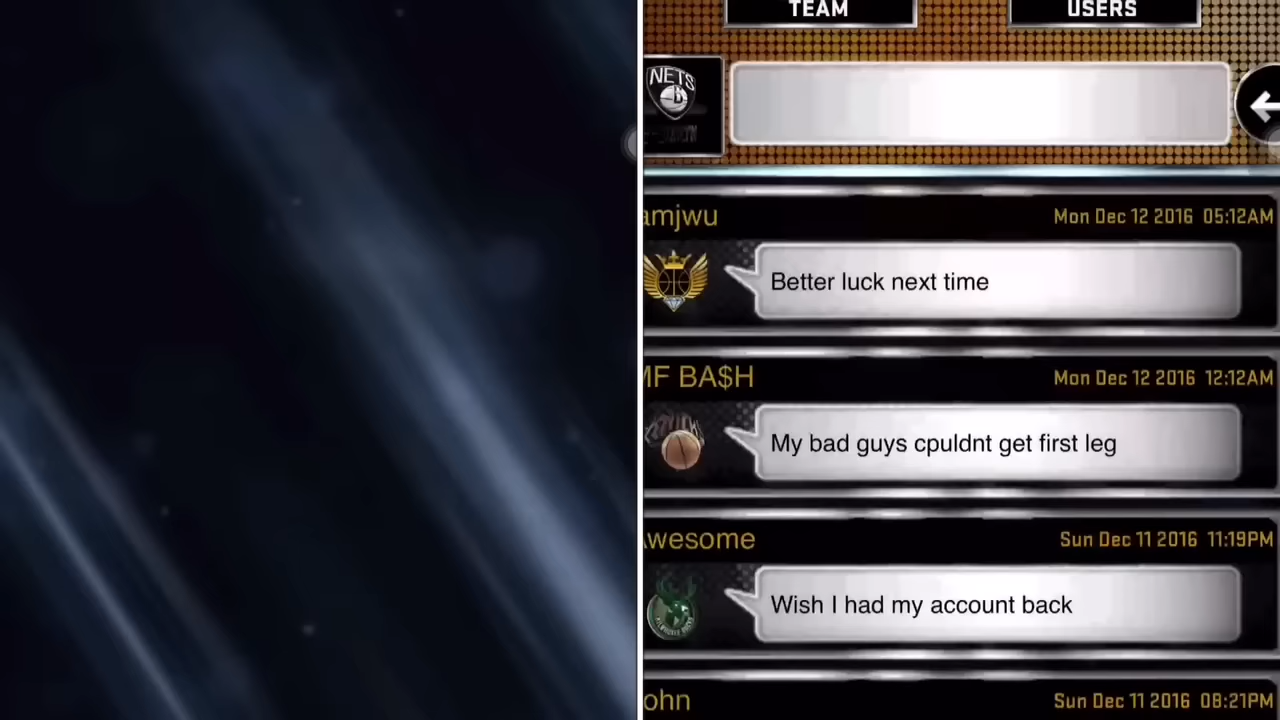 TEAM
USERS
NETS
amjwu
Mon Dec 12 2016 05:12AM
Better luck next time
MF BA$H
Mon Dec 12 2016 12:12AM
My bad guys cpuldnt get first leg
Awesome
Sun Dec 11 2016 11:19PM
Wish I had my account back
ohn
Sun Dec 11 2016 08:21PM